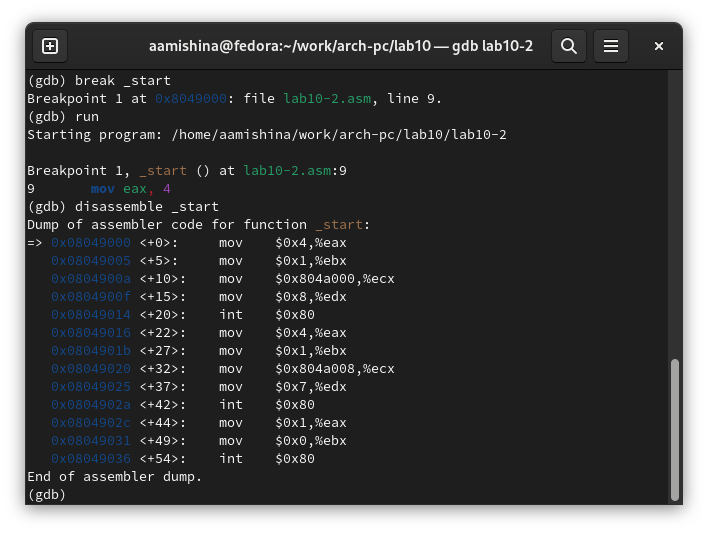 aamishina@fedora:~/work/arch-pc/lab10 — gdb lab10-2
(gdb) break _start
Breakpoint 1 at 0x8049000: file lab10-2.asm, line 9.
(gdb) run
Starting program: /home/aamishina/work/arch-pc/lab10/lab10-2

Breakpoint 1, _start () at lab10-2.asm:9
9       mov eax, 4
(gdb) disassemble _start
Dump of assembler code for function _start:
=> 0x08049000 <+0>:     mov    $0x4,%eax
   0x08049005 <+5>:     mov    $0x1,%ebx
   0x0804900a <+10>:    mov    $0x804a000,%ecx
   0x0804900f <+15>:    mov    $0x8,%edx
   0x08049014 <+20>:    int    $0x80
   0x08049016 <+22>:    mov    $0x4,%eax
   0x0804901b <+27>:    mov    $0x1,%ebx
   0x08049020 <+32>:    mov    $0x804a008,%ecx
   0x08049025 <+37>:    mov    $0x7,%edx
   0x0804902a <+42>:    int    $0x80
   0x0804902c <+44>:    mov    $0x1,%eax
   0x08049031 <+49>:    mov    $0x0,%ebx
   0x08049036 <+54>:    int    $0x80
End of assembler dump.
(gdb)